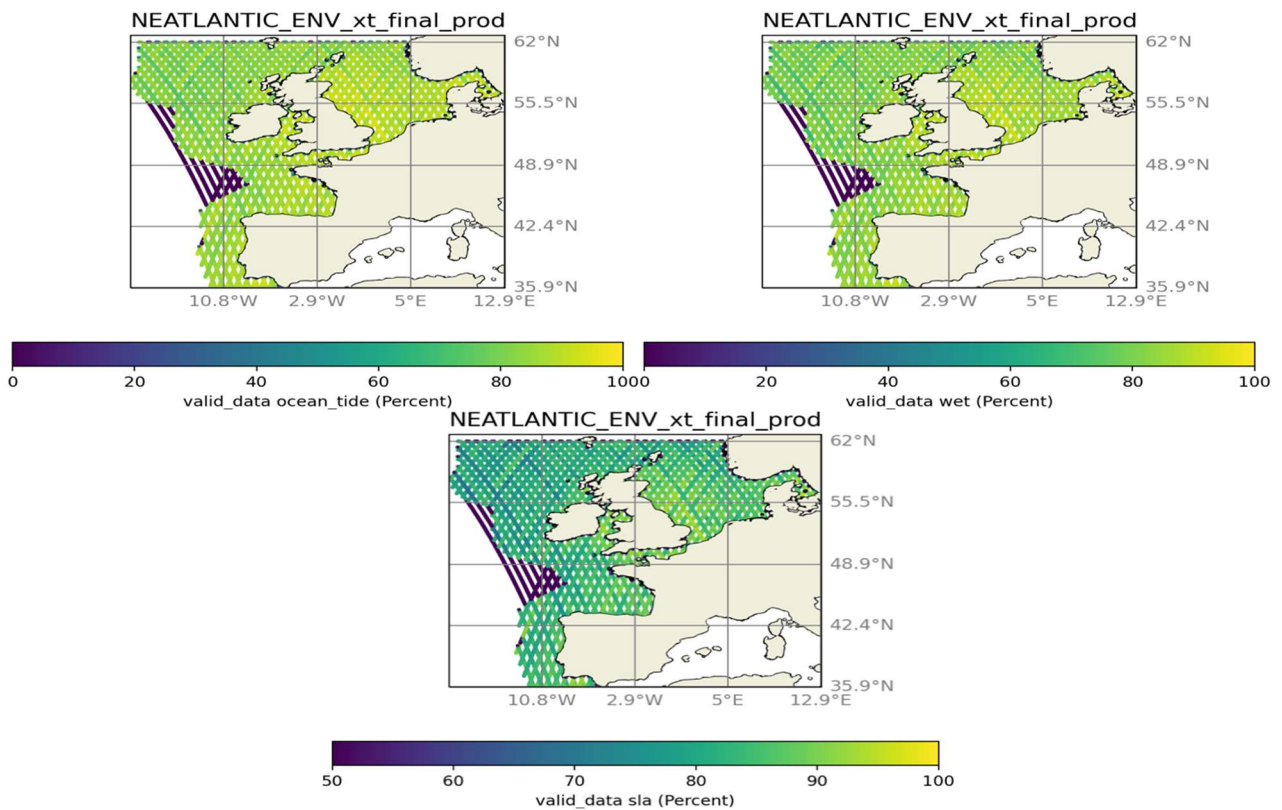 NEATLANTIC_ENV_xt_final_prod
62°N
55.5°N
48.9°N
42.4°N
35.9°N
10.8°W 2.9°W 5°E 12.9°E
0 20 40 60 80 100
valid_data ocean_tide (Percent)
NEATLANTIC_ENV_xt_final_prod
62°N
55.5°N
48.9°N
42.4°N
35.9°N
10.8°W 2.9°W 5°E 12.9°E
0 20 40 60 80 100
valid_data wet (Percent)
NEATLANTIC_ENV_xt_final_prod
62°N
55.5°N
48.9°N
42.4°N
35.9°N
10.8°W 2.9°W 5°E 12.9°E
50 60 70 80 90 100
valid_data sla (Percent)